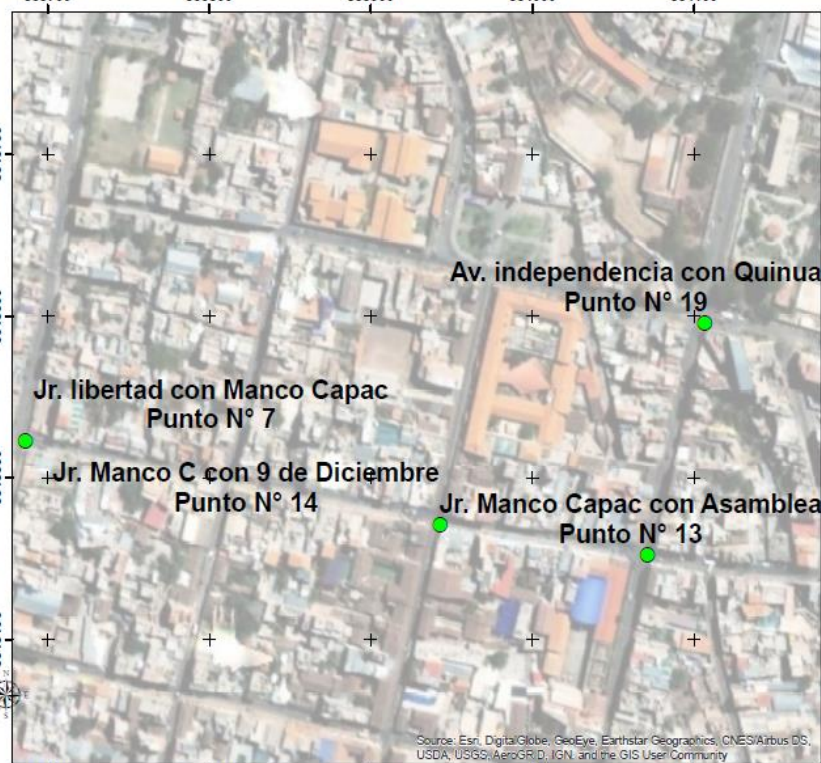 Av. independencia con Quinua
Punto N° 19
Jr. libertad con Manco Capac
Punto N° 7
Jr. Manco C con 9 de Diciembre
Punto N° 14
Jr. Manco Capac con Asamblea
Punto N° 13
N
E
S
Source: Esri, DigitalGlobe, GeoEye, Earthstar Geographics, CNES/Airbus DS,
USDA, USGS, AeroGRID, IGN, and the GIS User Community